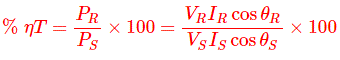 % ηT = P_R / P_S × 100 = V_R I_R cos θ_R / V_S I_S cos θ_S × 100